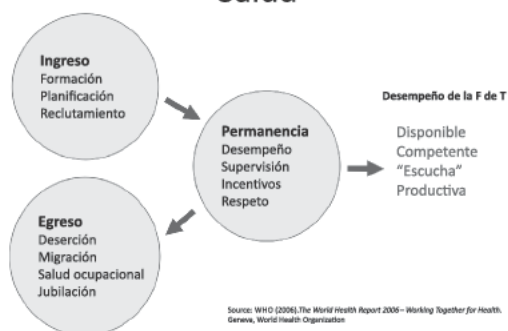 Ingreso
Formación
Planificación
Reclutamiento
Permanencia
Desempeño
Supervisión
Incentivos
Respeto
Egreso
Deserción
Migración
Salud ocupacional
Jubilación
Desempeño de la F de T
Disponible
Competente
“Escucha”
Productiva
Source: WHO (2006).The World Health Report 2006 – Working Together for Health.
Geneva, World Health Organization